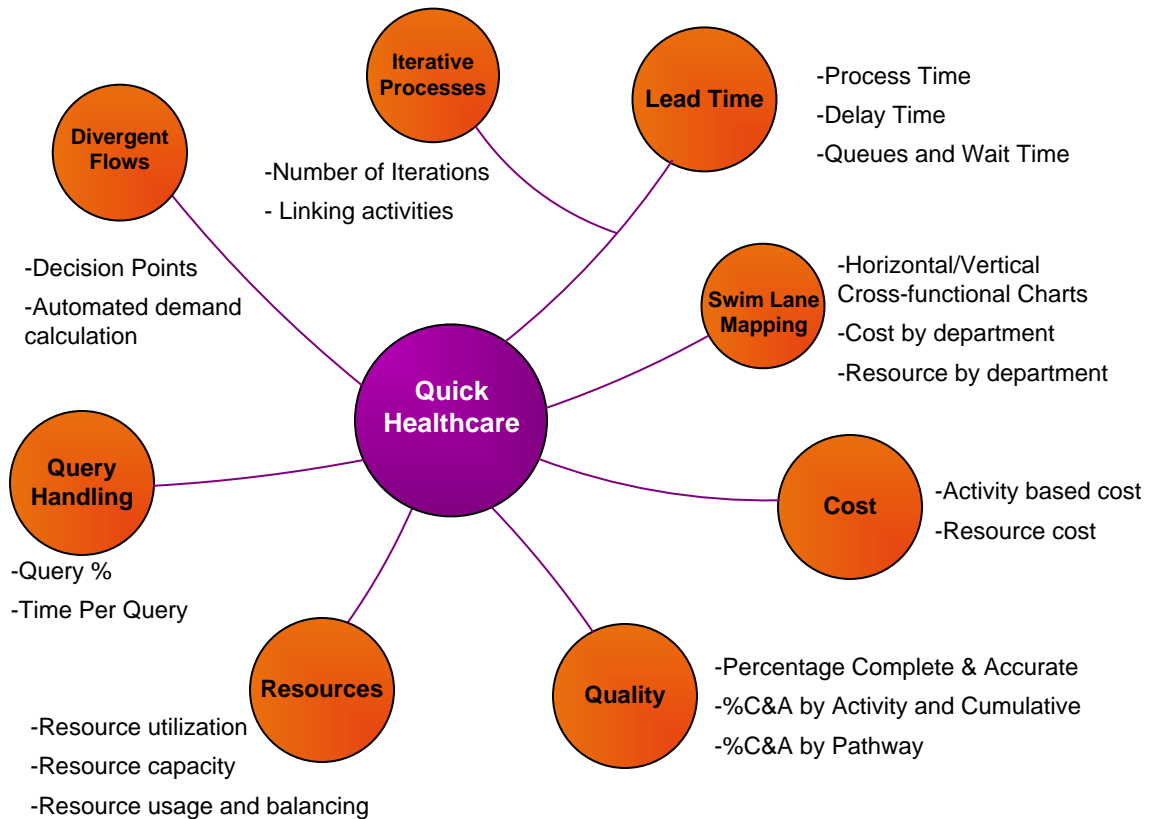 Iterative
Processes
Lead Time
-Process Time
-Delay Time
-Queues and Wait Time
Divergent
Flows
-Number of Iterations
- Linking activities
-Decision Points
-Automated demand
calculation
Swim Lane
Mapping
-Horizontal/Vertical
Cross-functional Charts
-Cost by department
-Resource by department
Quick
Healthcare
Query
Handling
-Query %
-Time Per Query
Cost
-Activity based cost
-Resource cost
Resources
-Resource utilization
-Resource capacity
-Resource usage and balancing
Quality
-Percentage Complete & Accurate
-%C&A by Activity and Cumulative
-%C&A by Pathway